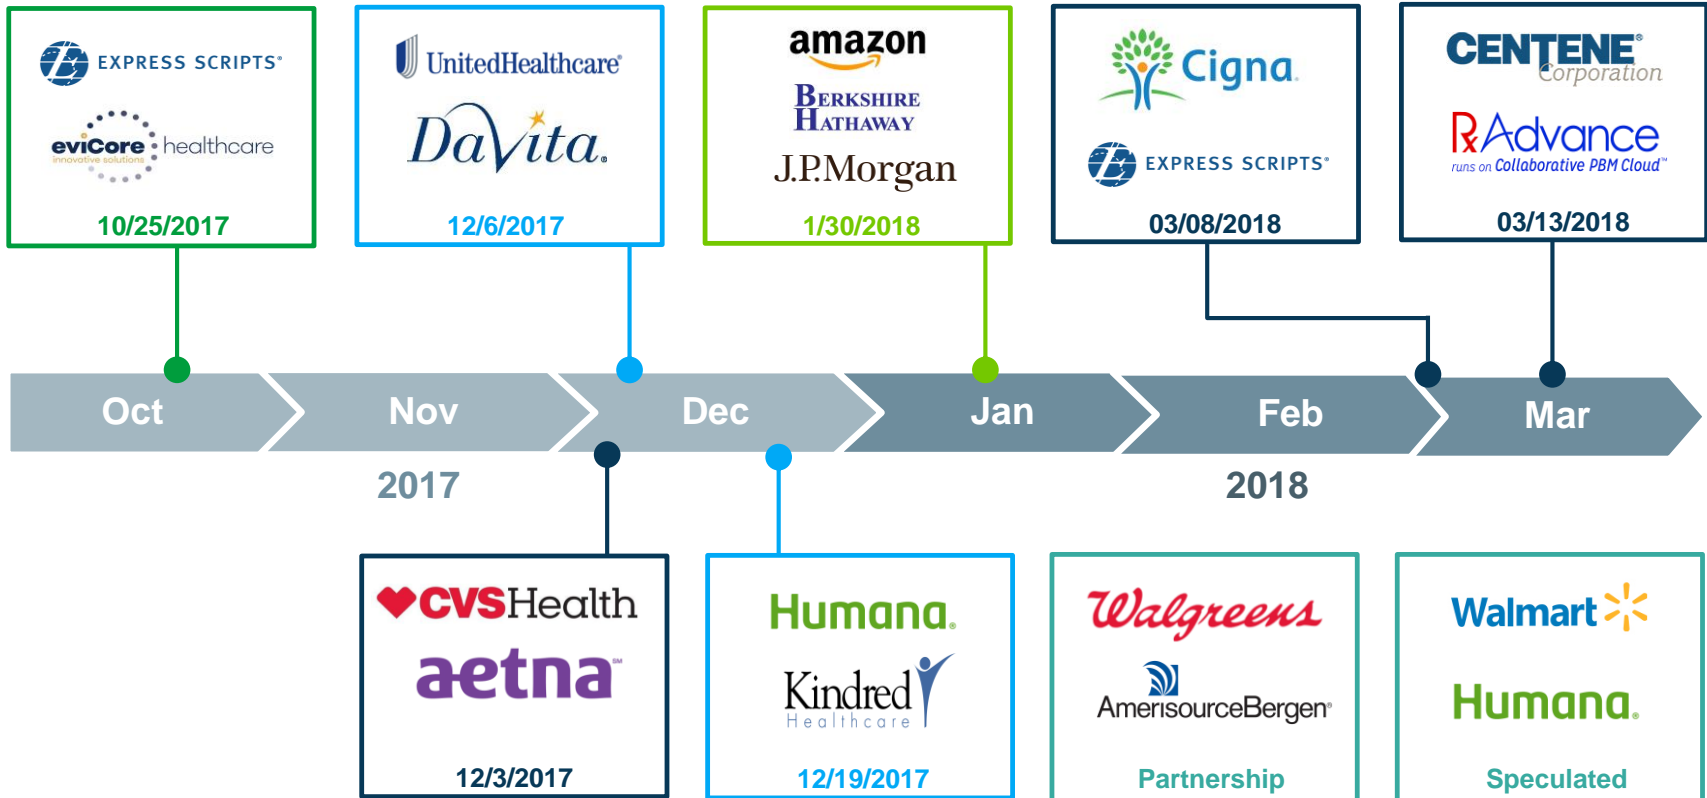 EXPRESS SCRIPTS®
eviCore healthcare
innovative solutions
10/25/2017
UnitedHealthcare®
DaVita®
12/6/2017
amazon
BERKSHIRE
HATHAWAY
J.P.Morgan
1/30/2018
Cigna®
EXPRESS SCRIPTS®
03/08/2018
CENTENE®
Corporation
RxAdvance
runs on Collaborative PBM Cloud™
03/13/2018
Oct Nov Dec Jan Feb Mar
2017 2018
CVSHealth
aetna℠
12/3/2017
Humana®
Kindred
Healthcare
12/19/2017
Walgreens
AmerisourceBergen®
Partnership
Walmart
Humana®
Speculated